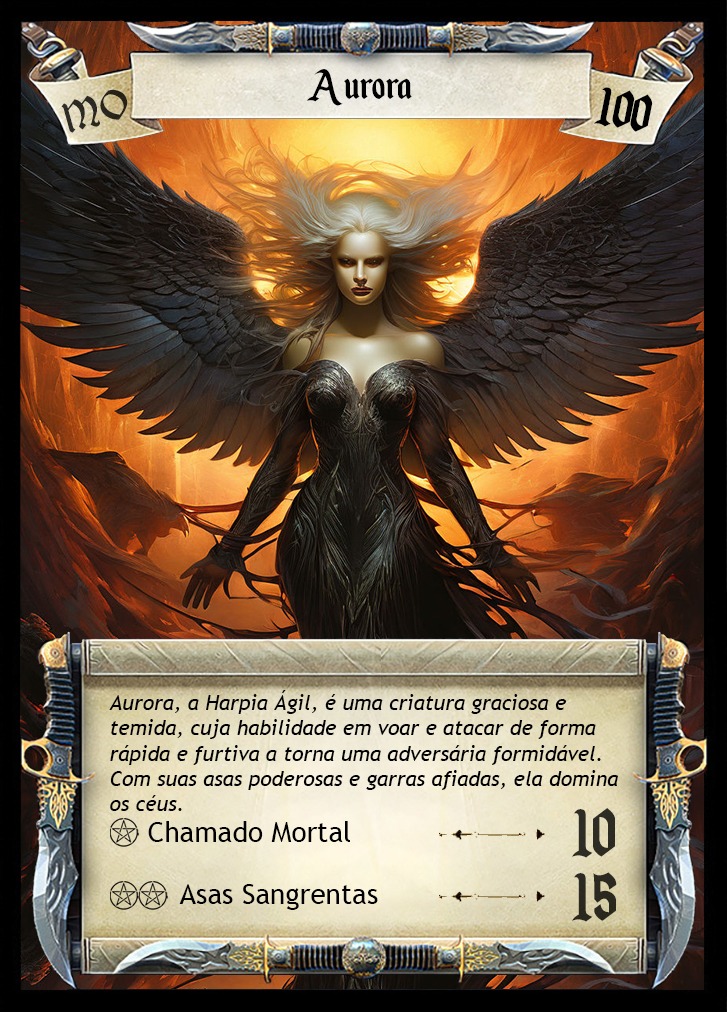 MO
Aurora
100
Aurora, a Harpia Ágil, é uma criatura graciosa e
temida, cuja habilidade em voar e atacar de forma
rápida e furtiva a torna uma adversária formidável.
Com suas asas poderosas e garras afiadas, ela domina
os céus.
Chamado Mortal 10
Asas Sangrentas 15